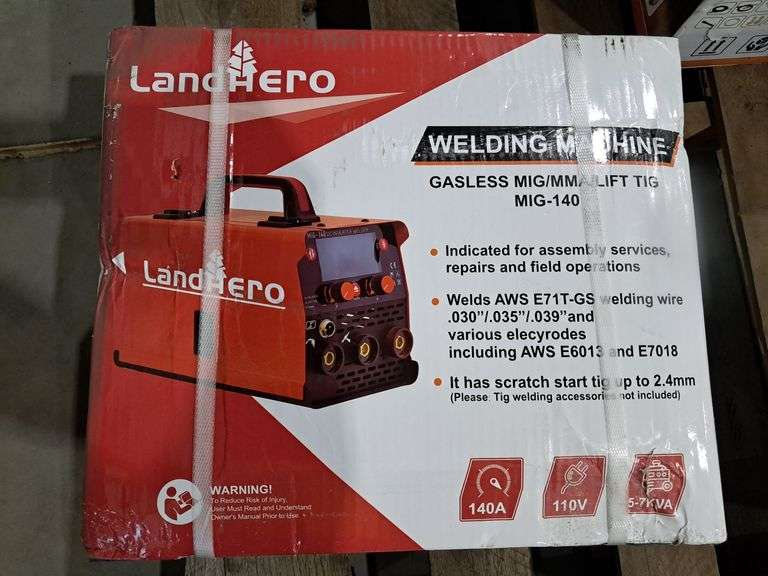 LandHero
WELDING MACHINE
GASLESS MIG/MMA/LIFT TIG
MIG-140
Indicated for assembly services,
repairs and field operations
Welds AWS E71T-GS welding wire
.030"/.035"/.039"and
various elecyrodes
including AWS E6013 and E7018
It has scratch start tig up to 2.4mm
(Please: Tig welding accessories not included)
MIG-140
LandHero
WARNING!
To Reduce Risk of Injury,
User Must Read and Understand
Owner's Manual Prior to Use.
140A
110V
5-7KVA